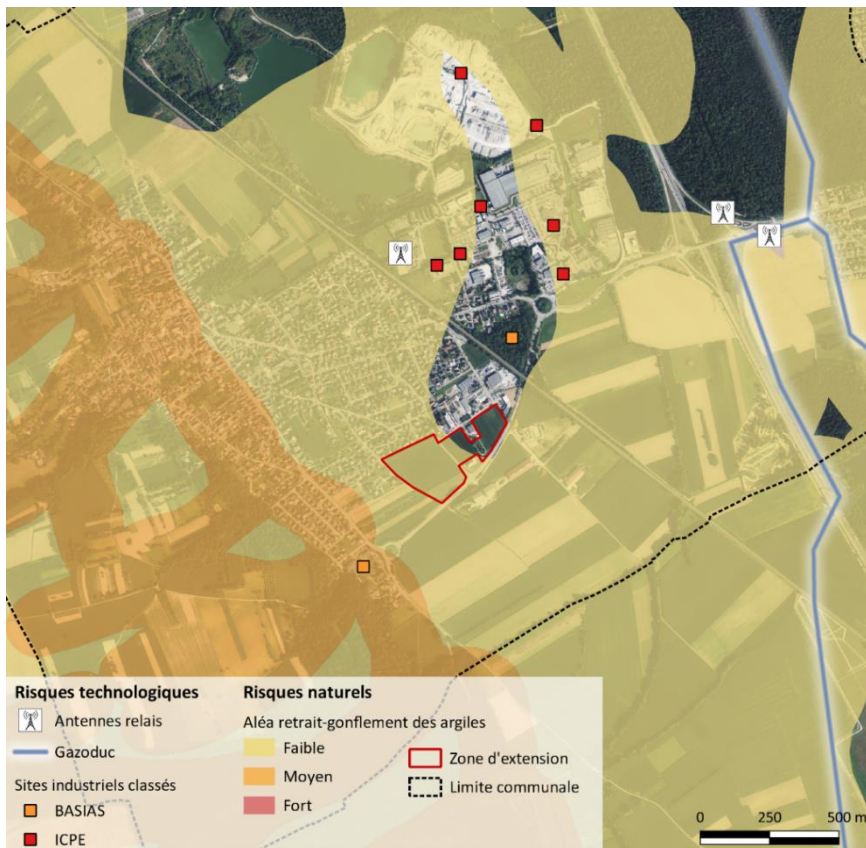 Risques technologiques
Antennes relais
Gazoduc
Sites industriels classés
BASIAS
ICPE
Risques naturels
Aléa retrait-gonflement des argiles
Faible
Moyen
Fort
Zone d'extension
Limite communale
0 250 500 m